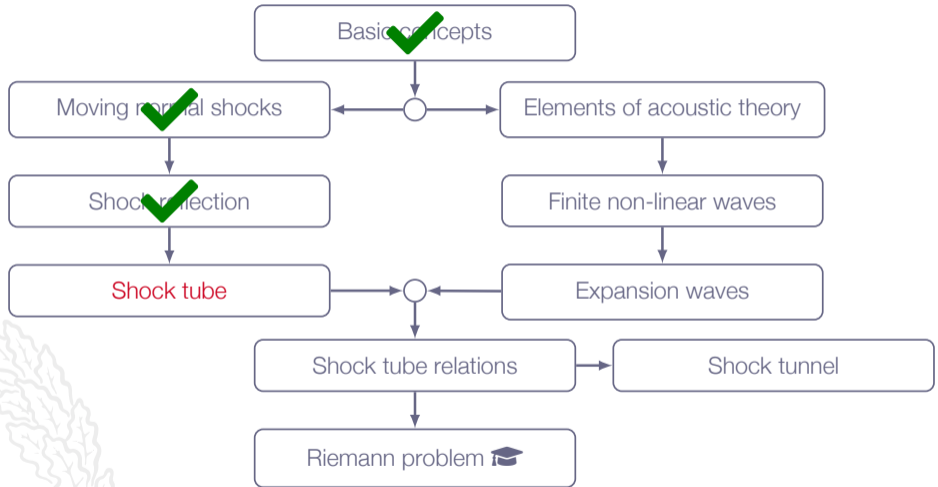 Basic concepts
Moving normal shocks
Elements of acoustic theory
Shock reflection
Finite non-linear waves
Shock tube
Expansion waves
Shock tube relations
Shock tunnel
Riemann problem